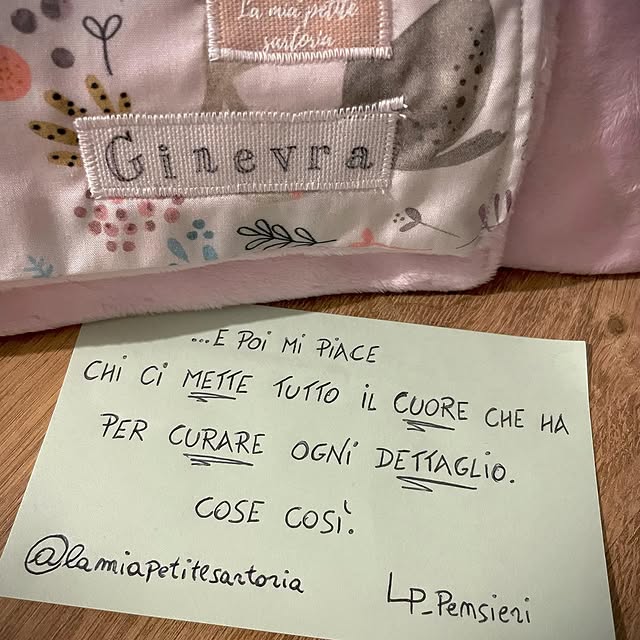 La mia petite
sartoria
Ginevra
...E POI MI PIACE
CHI CI METTE TUTTO IL CUORE CHE HA
PER CURARE OGNI DETTAGLIO.
COSE COSÌ.
@lamiapetitesartoria
LP_Pensieri